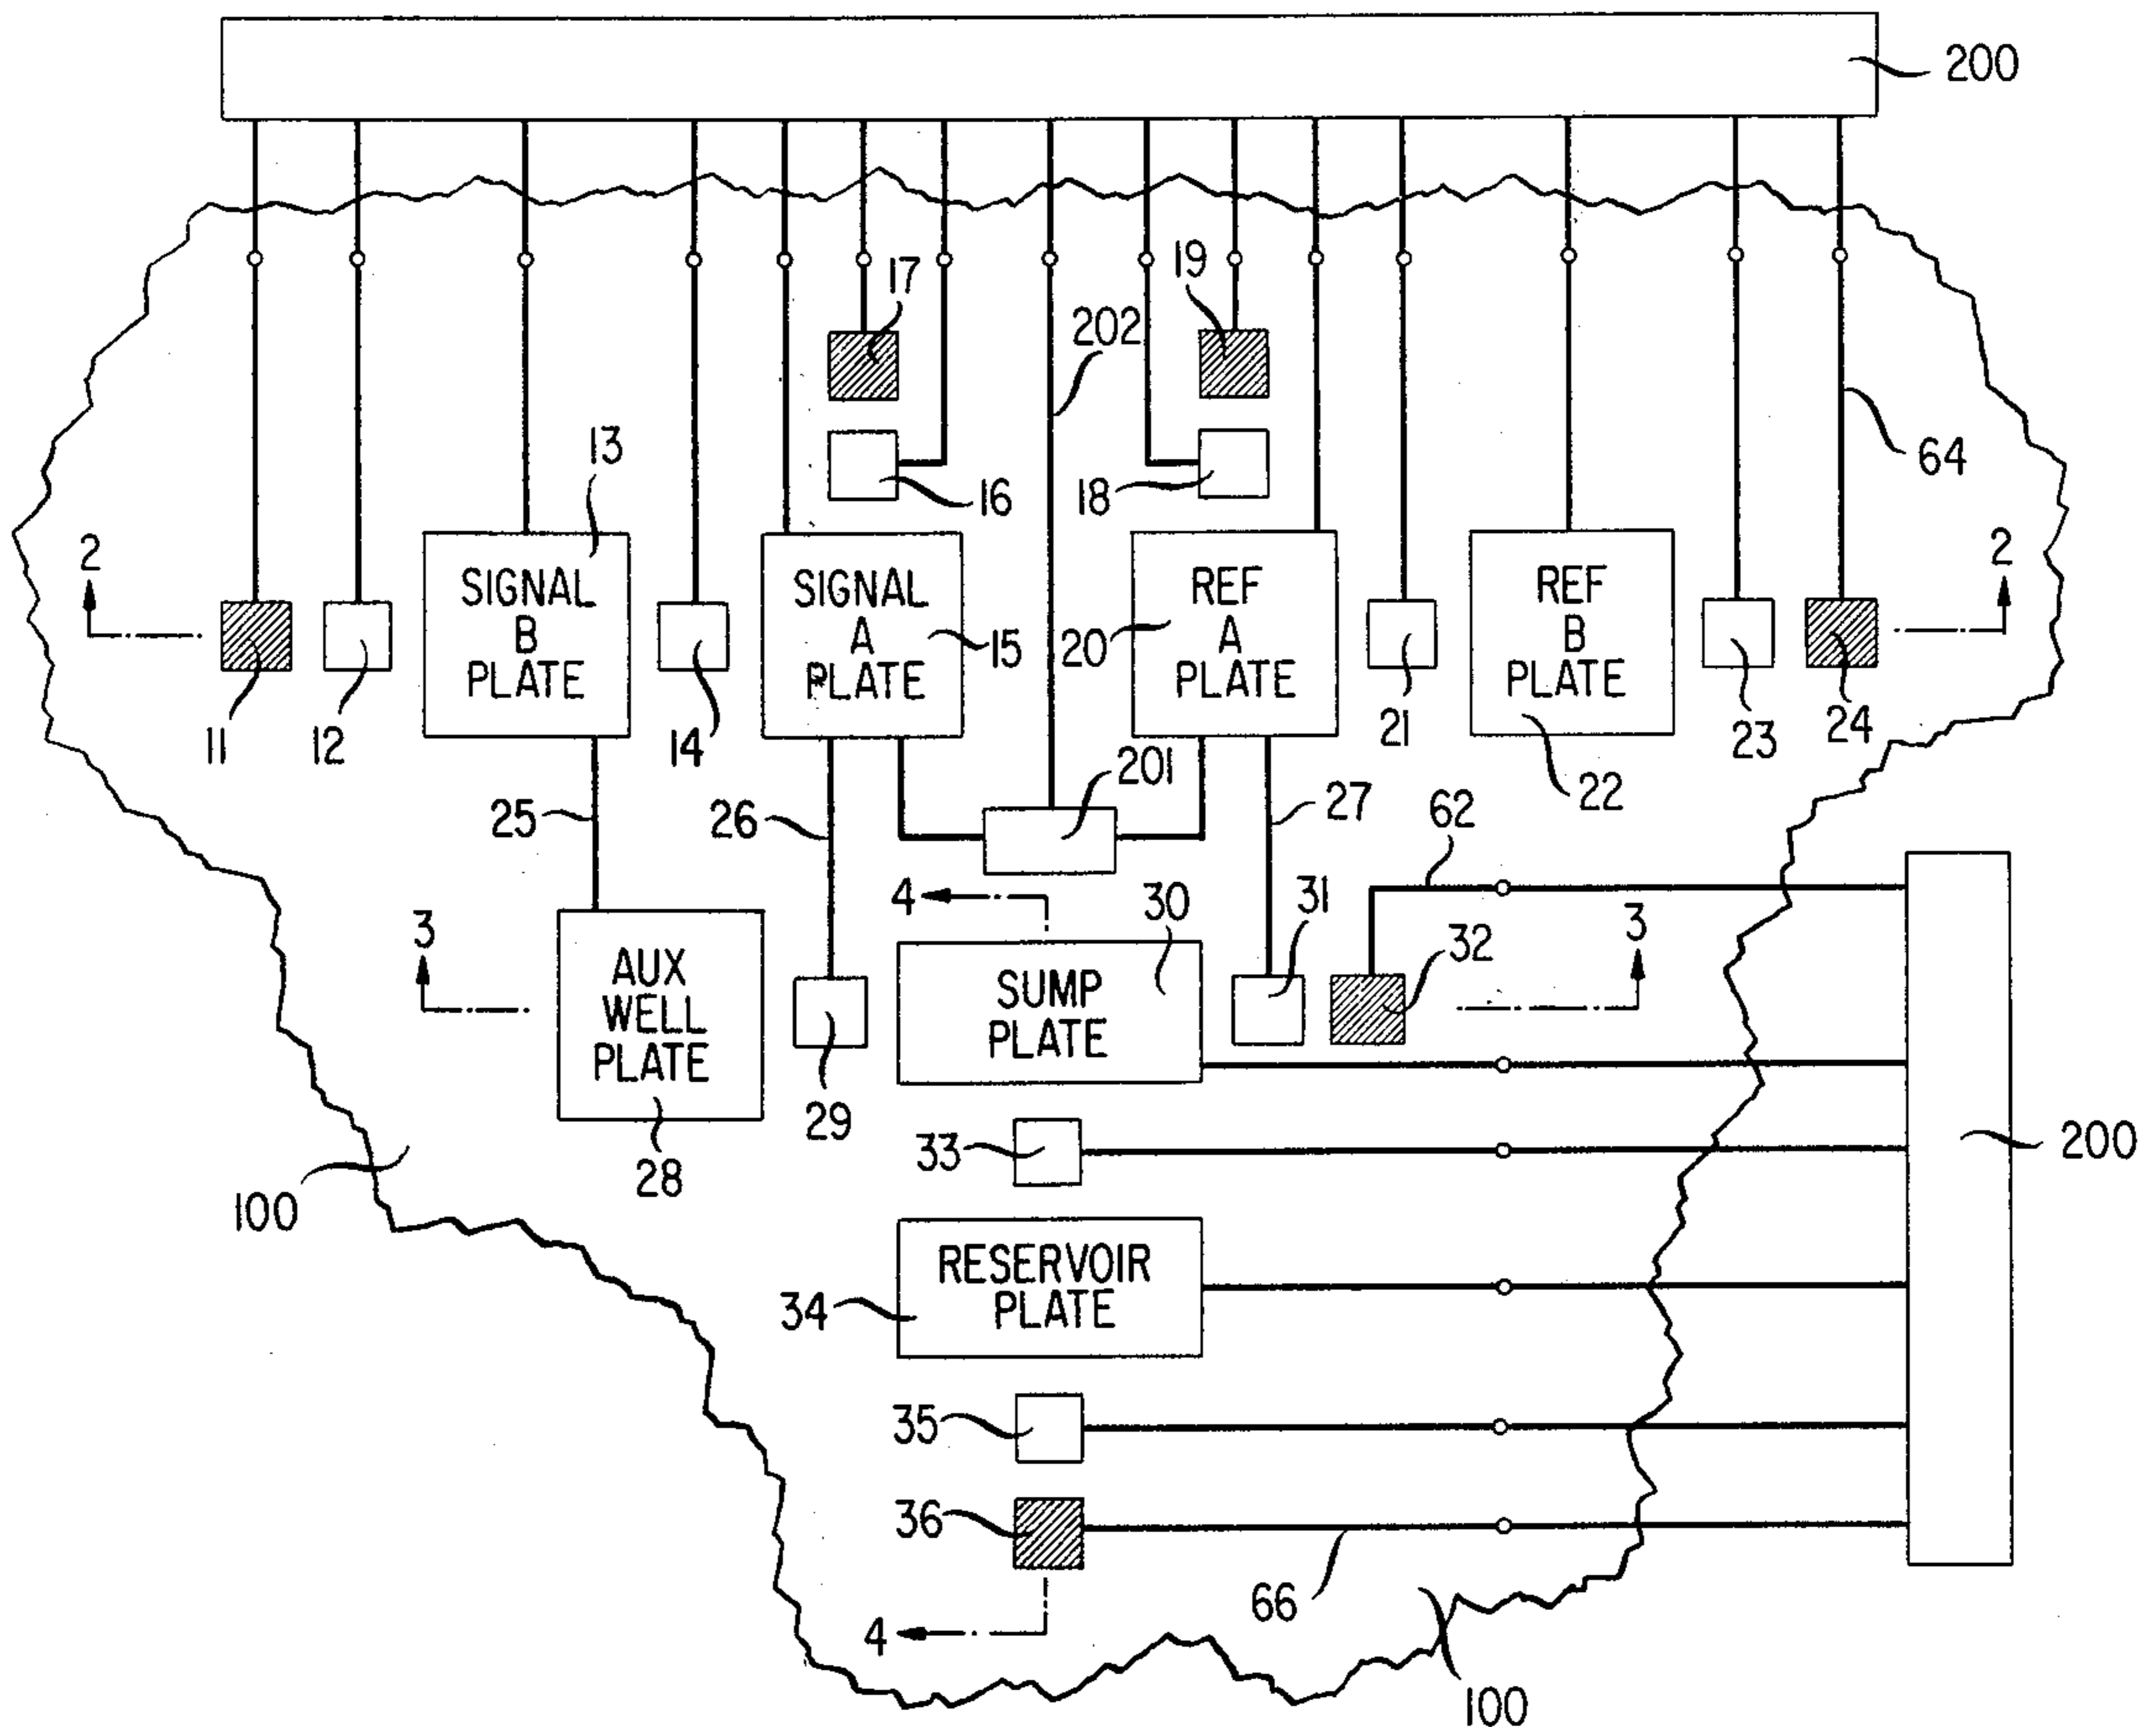 200
17
19
202
13
64
16
18
2
2
SIGNAL
B
PLATE
SIGNAL
A
PLATE
15
20
REF
A
PLATE
REF
B
PLATE
11
12
14
21
23
24
201
22
25
26
27
62
4
30
31
3
32
3
AUX
WELL
PLATE
SUMP
PLATE
29
28
33
200
100
RESERVOIR
PLATE
34
35
36
66
4
100